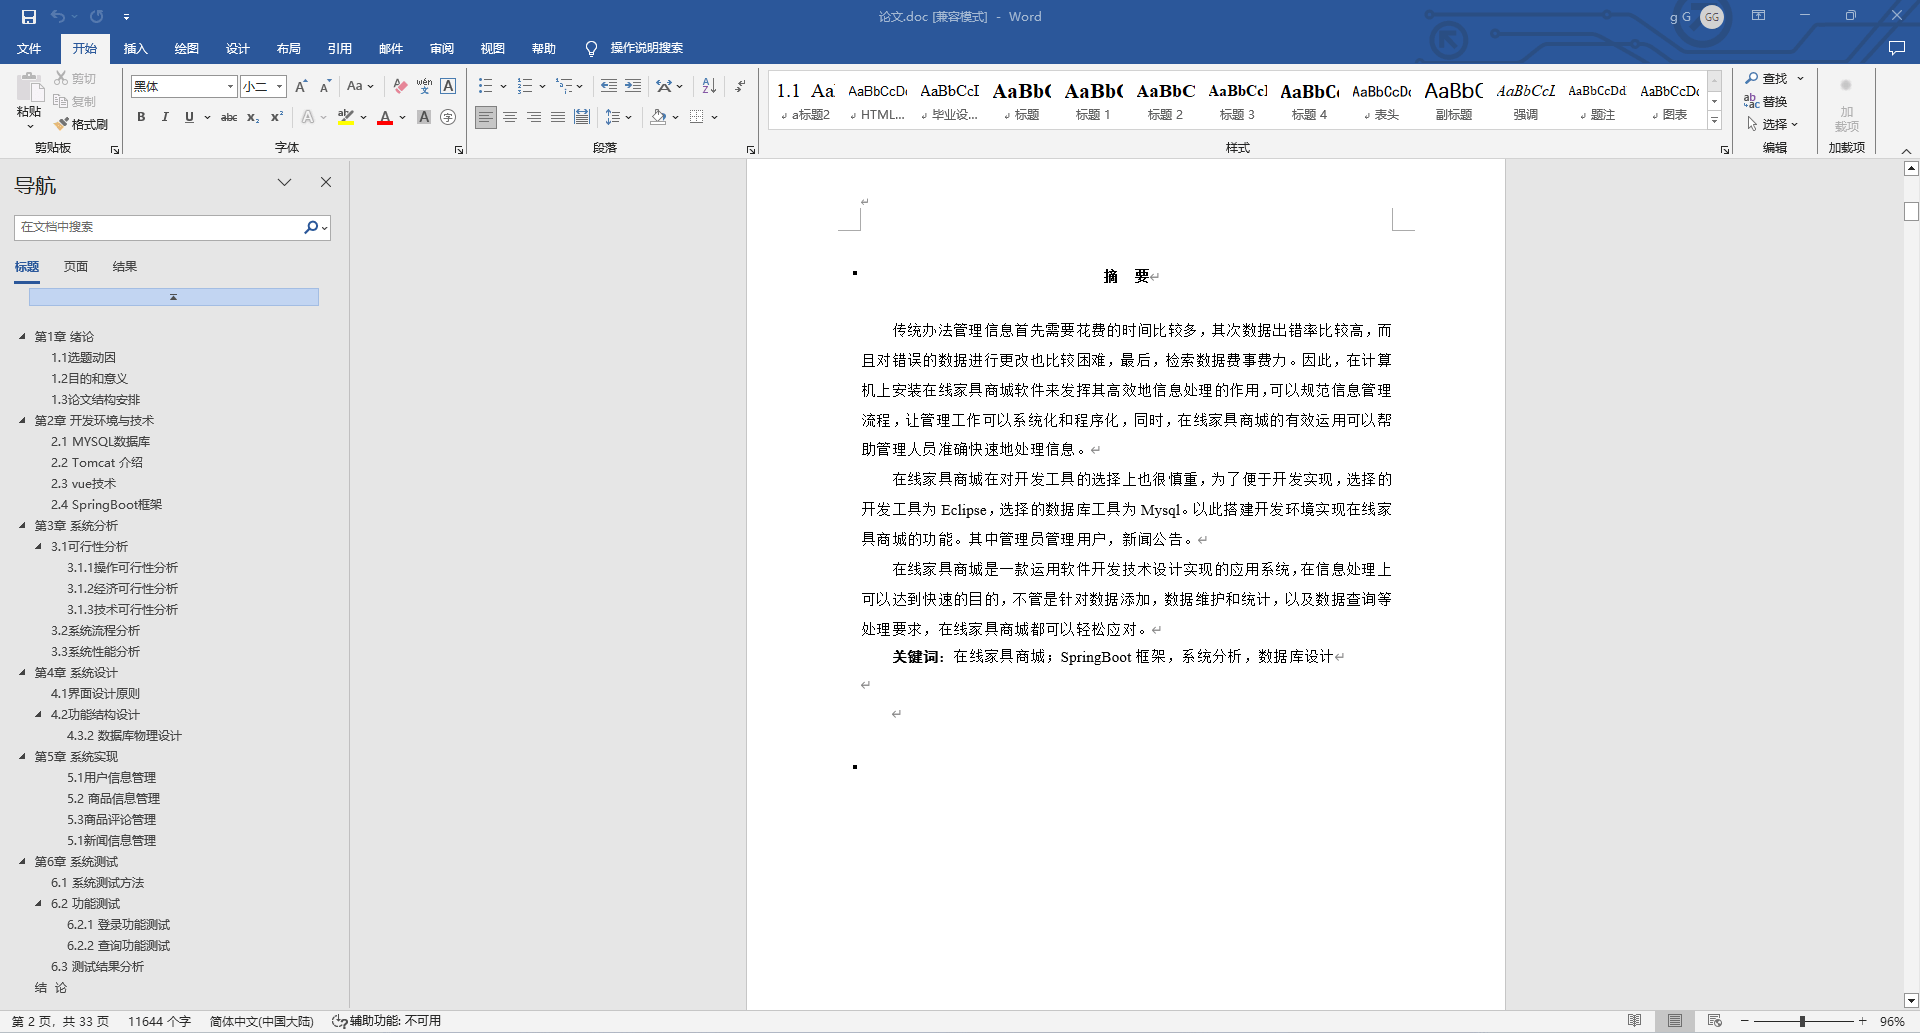 论文.doc [兼容模式] - Word
g G GG
文件 开始 插入 绘图 设计 布局 引用 邮件 审阅 视图 帮助 操作说明搜索
粘贴 剪切 复制 格式刷
黑体 小二
剪贴板 字体 段落 样式 编辑 加载项
1.1 Aa AaBbCcDc AaBbCcI AaBb( AaBb( AaBbC AaBbCcI AaBbC( AaBbCcDc AaBbC AaBbCcL AaBbCcDd AaBbCcDc
a标题2 HTML... 毕业设... 标题 标题 1 标题 2 标题 3 标题 4 表头 副标题 强调 题注 图表
查找
替换
选择
加
载项
导航
在文档中搜索
标题 页面 结果
第1章 绪论
1.1选题动因
1.2目的和意义
1.3论文结构安排
第2章 开发环境与技术
2.1 MYSQL数据库
2.2 Tomcat 介绍
2.3 vue技术
2.4 SpringBoot框架
第3章 系统分析
3.1可行性分析
3.1.1操作可行性分析
3.1.2经济可行性分析
3.1.3技术可行性分析
3.2系统流程分析
3.3系统性能分析
第4章 系统设计
4.1界面设计原则
4.2功能结构设计
4.3.2 数据库物理设计
第5章 系统实现
5.1用户信息管理
5.2 商品信息管理
5.3商品评论管理
5.1新闻信息管理
第6章 系统测试
6.1 系统测试方法
6.2 功能测试
6.2.1 登录功能测试
6.2.2 查询功能测试
6.3 测试结果分析
结 论
摘 要
传统办法管理信息首先需要花费的时间比较多，其次数据出错率比较高，而
且对错误的数据进行更改也比较困难，最后，检索数据费事费力。因此，在计算
机上安装在线家具商城软件来发挥其高效地信息处理的作用，可以规范信息管理
流程，让管理工作可以系统化和程序化，同时，在线家具商城的有效运用可以帮
助管理人员准确快速地处理信息。
在线家具商城在对开发工具的选择上也很慎重，为了便于开发实现，选择的
开发工具为 Eclipse，选择的数据库工具为 Mysql。以此搭建开发环境实现在线家
具商城的功能。其中管理员管理用户，新闻公告。
在线家具商城是一款运用软件开发技术设计实现的应用系统，在信息处理上
可以达到快速的目的，不管是针对数据添加，数据维护和统计，以及数据查询等
处理要求，在线家具商城都可以轻松应对。
关键词：在线家具商城；SpringBoot 框架，系统分析，数据库设计
第 2 页，共 33 页 11644 个字 简体中文(中国大陆) 辅助功能: 不可用 96%